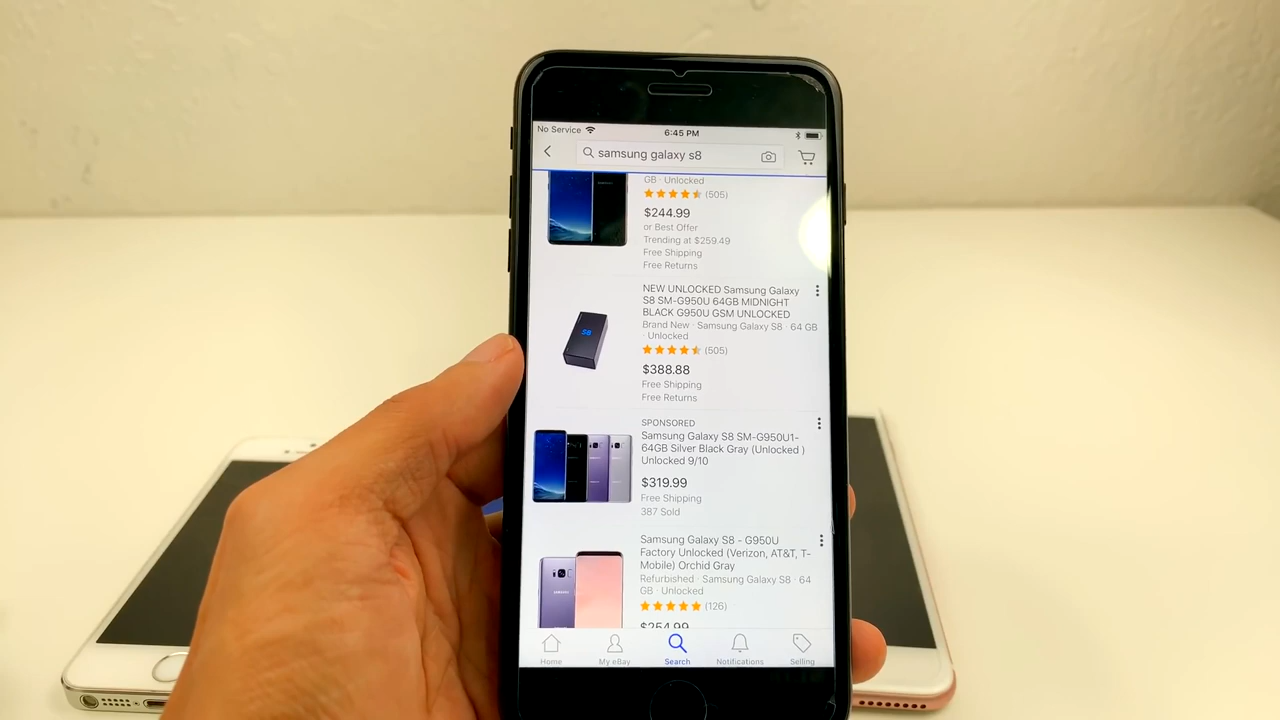 No Service
6:45 PM
samsung galaxy s8
GB · Unlocked
(505)
$244.99
or Best Offer
Trending at $259.49
Free Shipping
Free Returns
NEW UNLOCKED Samsung Galaxy
S8 SM-G950U 64GB MIDNIGHT
BLACK G950U GSM UNLOCKED
Brand New · Samsung Galaxy S8 · 64 GB
· Unlocked
(505)
$388.88
Free Shipping
Free Returns
S8
SPONSORED
Samsung Galaxy S8 SM-G950U1-
64GB Silver Black Gray (Unlocked )
Unlocked 9/10
$319.99
Free Shipping
387 Sold
Samsung Galaxy S8 - G950U
Factory Unlocked (Verizon, AT&T, T-
Mobile) Orchid Gray
Refurbished · Samsung Galaxy S8 · 64
GB · Unlocked
(126)
$254.99
SAMSUNG
Home
My eBay
Search
Notifications
Selling